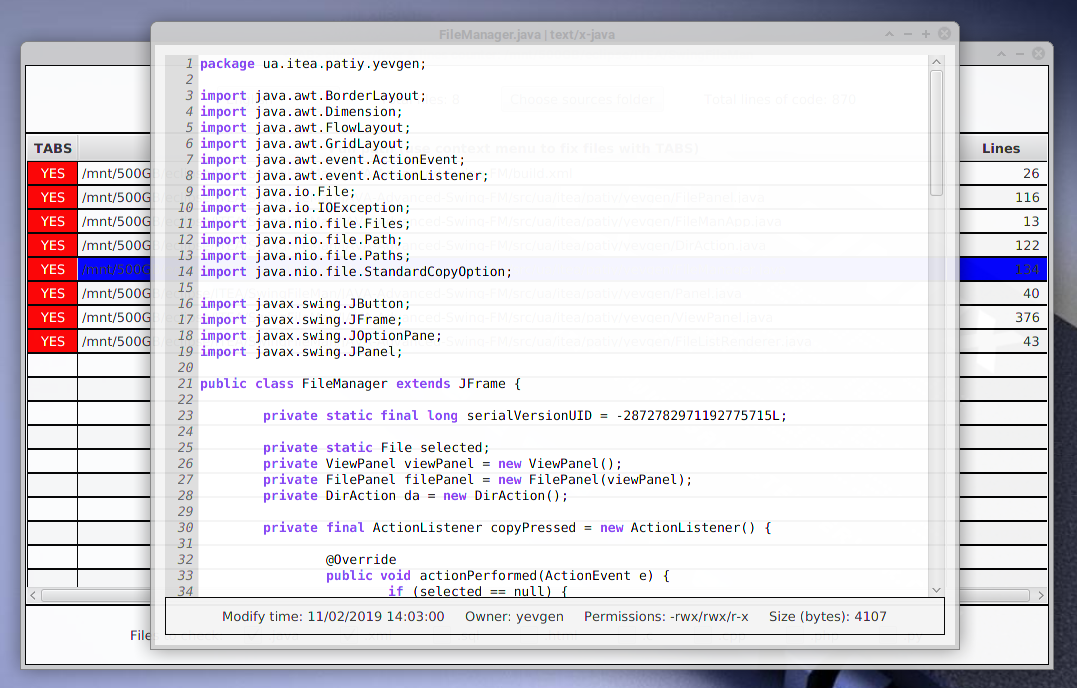 FileManager.java | text/x-java
1 package ua.itea.patiy.yevgen;
2
3 import java.awt.BorderLayout;
4 import java.awt.Dimension;
5 import java.awt.FlowLayout;
6 import java.awt.GridLayout;
7 import java.awt.event.ActionEvent;
8 import java.awt.event.ActionListener;
9 import java.io.File;
10 import java.io.IOException;
11 import java.nio.file.Files;
12 import java.nio.file.Path;
13 import java.nio.file.Paths;
14 import java.nio.file.StandardCopyOption;
15
16 import javax.swing.JButton;
17 import javax.swing.JFrame;
18 import javax.swing.JOptionPane;
19 import javax.swing.JPanel;
20
21 public class FileManager extends JFrame {
22
23 private static final long serialVersionUID = -2872782971192775715L;
24
25 private static File selected;
26 private ViewPanel viewPanel = new ViewPanel();
27 private FilePanel filePanel = new FilePanel(viewPanel);
28 private DirAction da = new DirAction();
29
30 private final ActionListener copyPressed = new ActionListener() {
31
32 @Override
33 public void actionPerformed(ActionEvent e) {
34 if (selected == null) {
Modify time: 11/02/2019 14:03:00 Owner: yevgen Permissions: -rwx/rwx/r-x Size (bytes): 4107
Choose sources folder Total lines of code: 870
TABS Lines
YES /mnt/500G 26
YES /mnt/500G 116
YES /mnt/500G 13
YES /mnt/500G 122
YES /mnt/500G 134
YES /mnt/500G 40
YES /mnt/500G 376
YES /mnt/500G 43